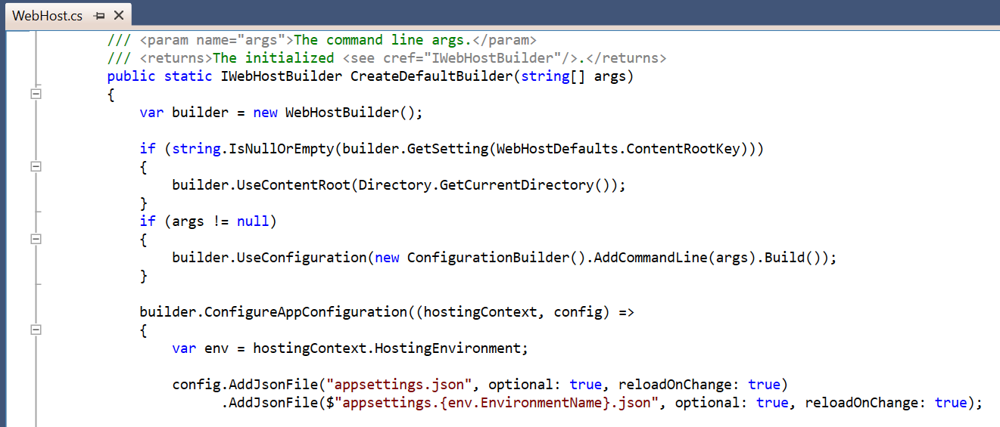 WebHost.cs
/// <param name="args">The command line args.</param>
/// <returns>The initialized <see cref="IWebHostBuilder"/>.</returns>
public static IWebHostBuilder CreateDefaultBuilder(string[] args)
{
    var builder = new WebHostBuilder();

    if (string.IsNullOrEmpty(builder.GetSetting(WebHostDefaults.ContentRootKey)))
    {
        builder.UseContentRoot(Directory.GetCurrentDirectory());
    }
    if (args != null)
    {
        builder.UseConfiguration(new ConfigurationBuilder().AddCommandLine(args).Build());
    }

    builder.ConfigureAppConfiguration((hostingContext, config) =>
    {
        var env = hostingContext.HostingEnvironment;

        config.AddJsonFile("appsettings.json", optional: true, reloadOnChange: true)
              .AddJsonFile($"appsettings.{env.EnvironmentName}.json", optional: true, reloadOnChange: true);